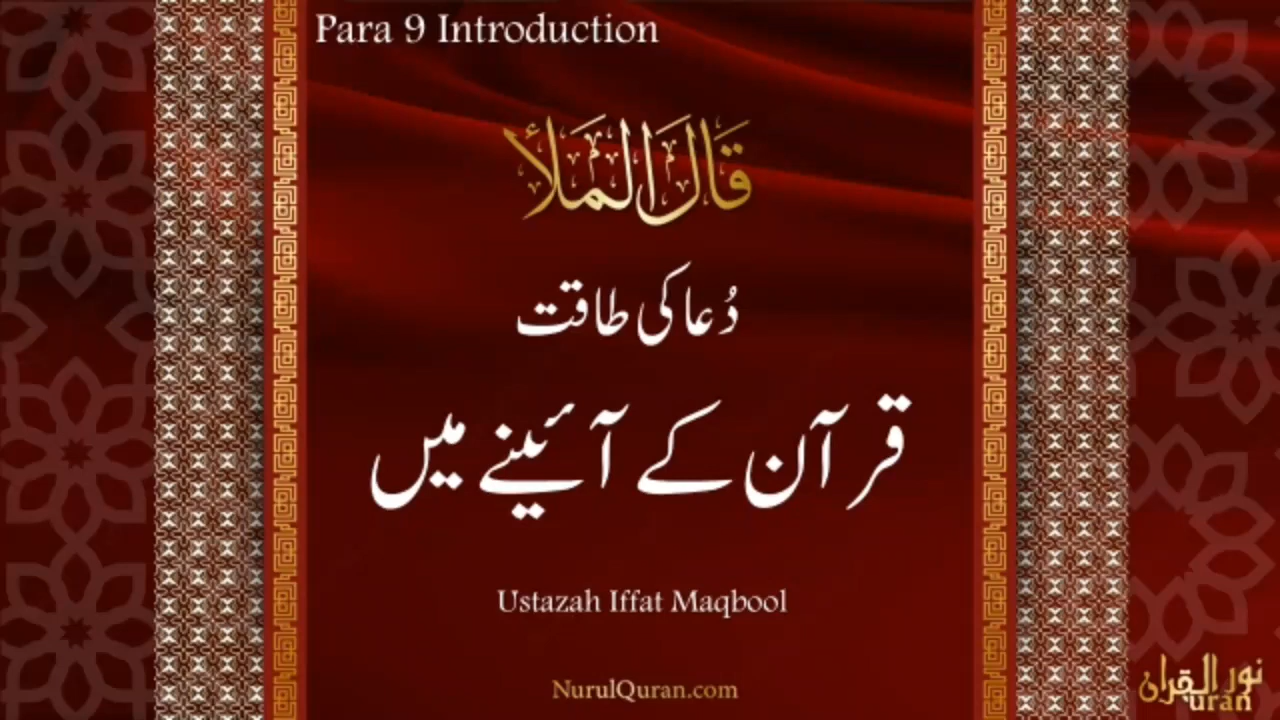 Para 9 Introduction
قَالَ الْمَلَأُ
دُعا کی طاقت
قرآن کے آئینے میں
Ustazah Iffat Maqbool
NurulQuran.com
نور القرآن
uran